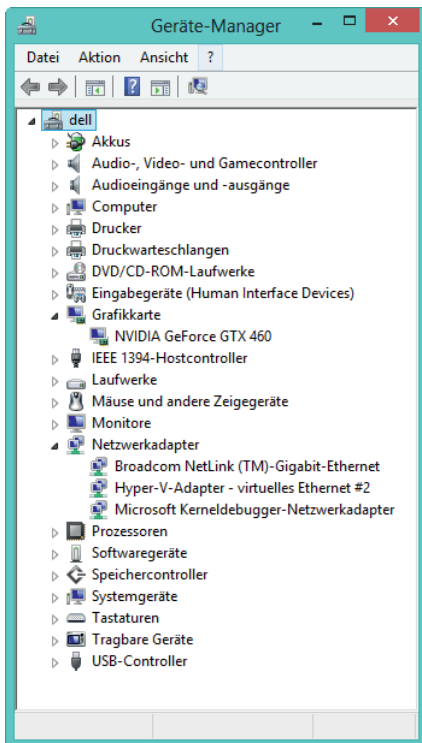 Geräte-Manager
Datei Aktion Ansicht ?
dell
Akkus
Audio-, Video- und Gamecontroller
Audioeingänge und -ausgänge
Computer
Drucker
Druckwarteschlangen
DVD/CD-ROM-Laufwerke
Eingabegeräte (Human Interface Devices)
Grafikkarte
NVIDIA GeForce GTX 460
IEEE 1394-Hostcontroller
Laufwerke
Mäuse und andere Zeigegeräte
Monitore
Netzwerkadapter
Broadcom NetLink (TM)-Gigabit-Ethernet
Hyper-V-Adapter - virtuelles Ethernet #2
Microsoft Kerneldebugger-Netzwerkadapter
Prozessoren
Softwaregeräte
Speichercontroller
Systemgeräte
Tastaturen
Tragbare Geräte
USB-Controller